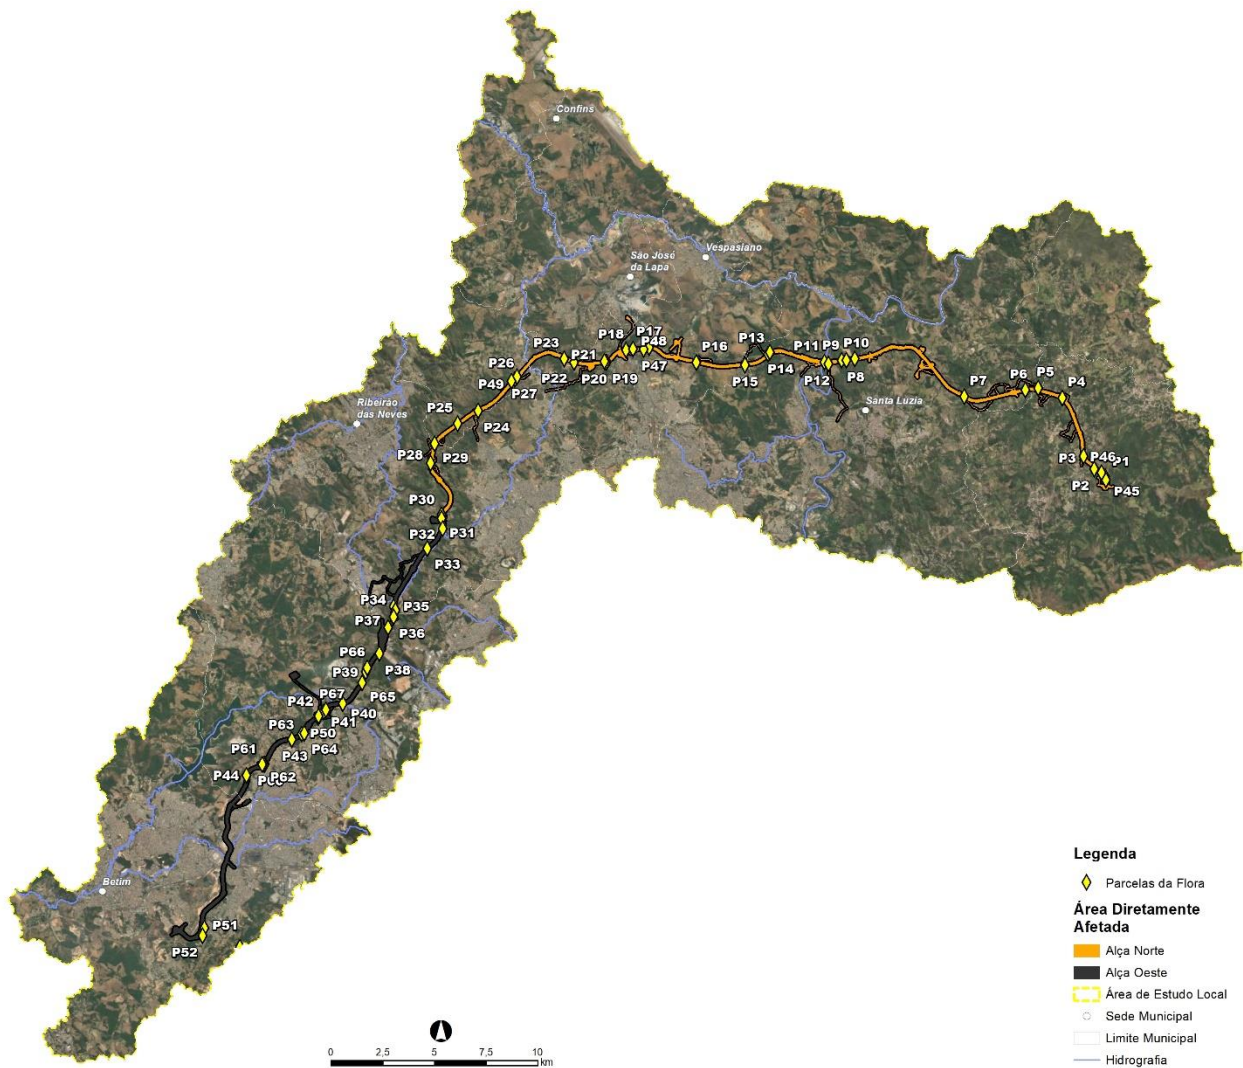 Confins
São José
da Lapa
Vespasiano
P18
P17
P48
P23
P21
P16
P13
P11
P9
P10
P26
P22
P20
P19
P47
P15
P14
P12
P8
P49
P27
P7
P6
P5
P4
Ribeirão
das Neves
Santa Luzia
P25
P24
P28
P29
P3
P46
P1
P2
P45
P30
P31
P32
P33
P34
P35
P37
P36
P66
P38
P39
P65
P42
P67
P40
P41
P63
P50
P43
P64
P61
P44
P62
Betim
P51
P52
Legenda
Parcelas da Flora
Área Diretamente
Afetada
Alça Norte
Alça Oeste
Área de Estudo Local
Sede Municipal
Limite Municipal
Hidrografia
0 2,5 5 7,5 10
km